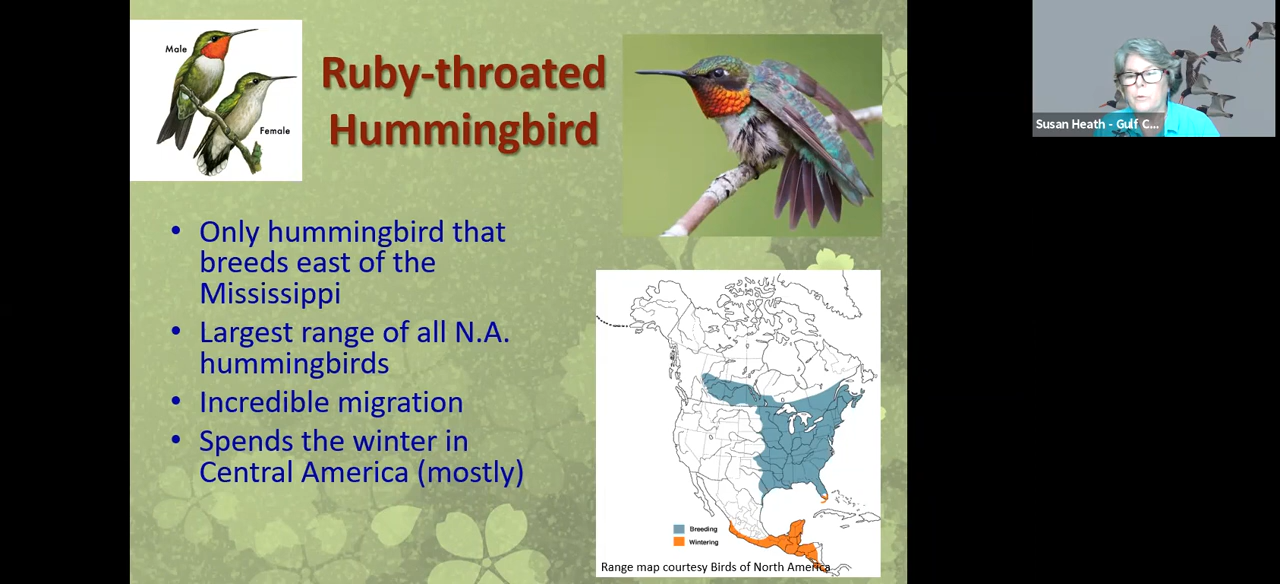 Male
Female
Ruby-throated
Hummingbird
• Only hummingbird that
breeds east of the
Mississippi
• Largest range of all N.A.
hummingbirds
• Incredible migration
• Spends the winter in
Central America (mostly)
Breeding
Wintering
Range map courtesy Birds of North America
Susan Heath - Gulf C...